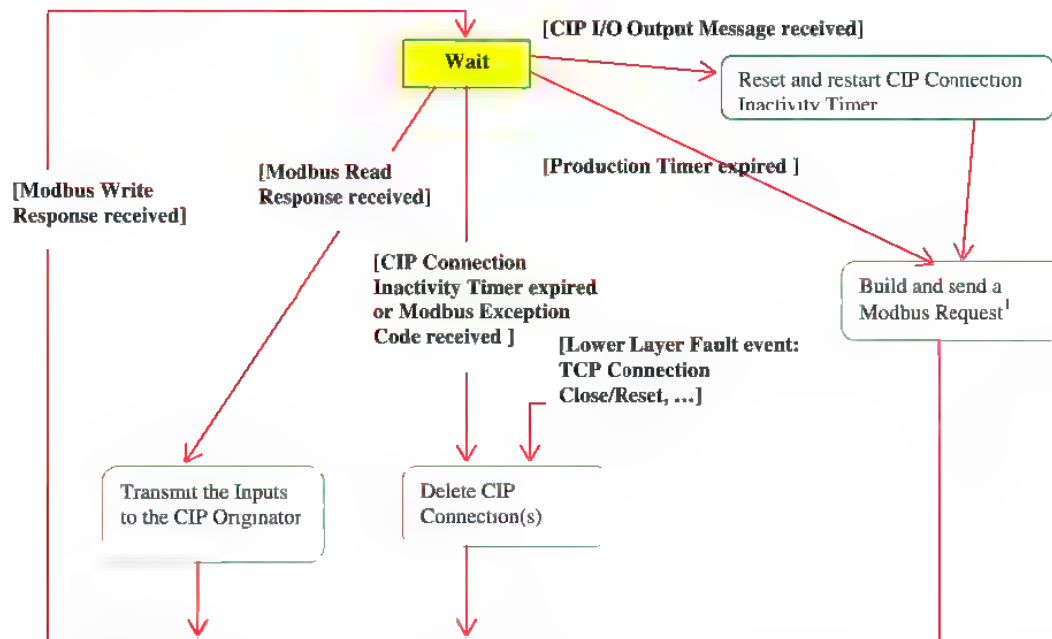 [CIP I/O Output Message received]
Wait
Reset and restart CIP Connection
Inactivity Timer
[Production Timer expired ]
[Modbus Read
Response received]
[Modbus Write
Response received]
[CIP Connection
Inactivity Timer expired
or Modbus Exception
Code received ]
Build and send a
Modbus Request¹
[Lower Layer Fault event:
TCP Connection
Close/Reset, …]
Transmit the Inputs
to the CIP Originator
Delete CIP
Connection(s)